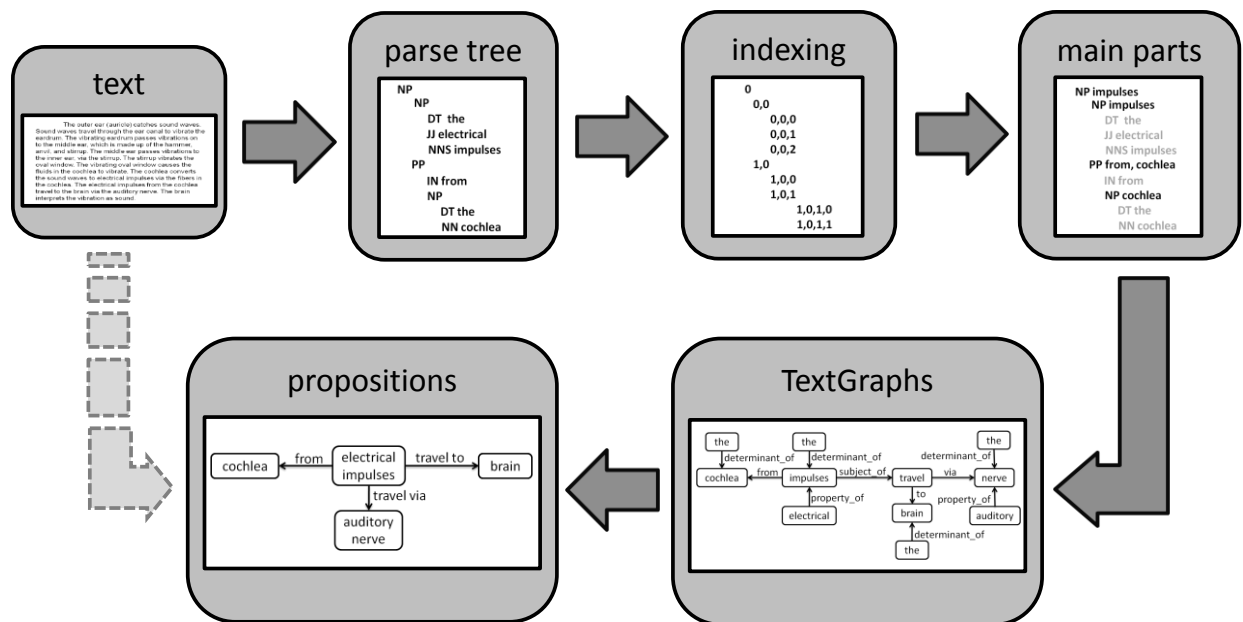 text
The outer ear (auricle) catches sound waves.
Sound waves travel through the ear canal to vibrate the
eardrum. The vibrating eardrum passes vibrations on
to the middle ear, which is made up of the hammer,
anvil, and stirrup. The middle ear passes vibrations to
the inner ear, via the stirrup. The stirrup vibrates the
oval window. The vibrating oval window causes the
fluids in the cochlea to vibrate. The cochlea converts
the sound waves to electrical impulses via the fibers in
the cochlea. The electrical impulses from the cochlea
travel to the brain via the auditory nerve. The brain
interprets the vibration as sound.
parse tree
NP
NP
DT the
JJ electrical
NNS impulses
PP
IN from
NP
DT the
NN cochlea
indexing
0
0,0
0,0,0
0,0,1
0,0,2
1,0
1,0,0
1,0,1
1,0,1,0
1,0,1,1
main parts
NP impulses
NP impulses
DT the
JJ electrical
NNS impulses
PP from, cochlea
IN from
NP cochlea
DT the
NN cochlea
propositions
cochlea
from
electrical
impulses
travel to
brain
travel via
auditory
nerve
TextGraphs
the
the
the
determinant_of
determinant_of
determinant_of
cochlea
from
impulses
subject_of
travel
via
nerve
property_of
to
property_of
electrical
brain
auditory
determinant_of
the